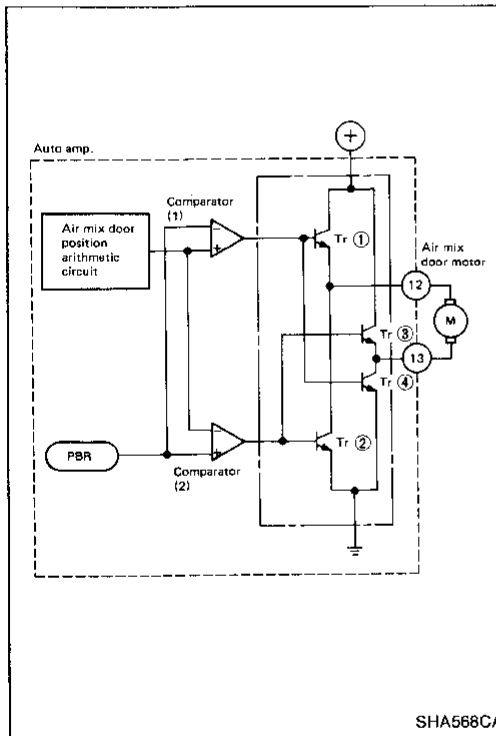 Auto amp.
+
Comparator
(1)
Air mix door
position
arithmetic
circuit
−
+
Tr ①
Air mix
door motor
12
M
Tr ③
13
Tr ④
−
+
Tr ②
PBR
Comparator
(2)
SHA568CA